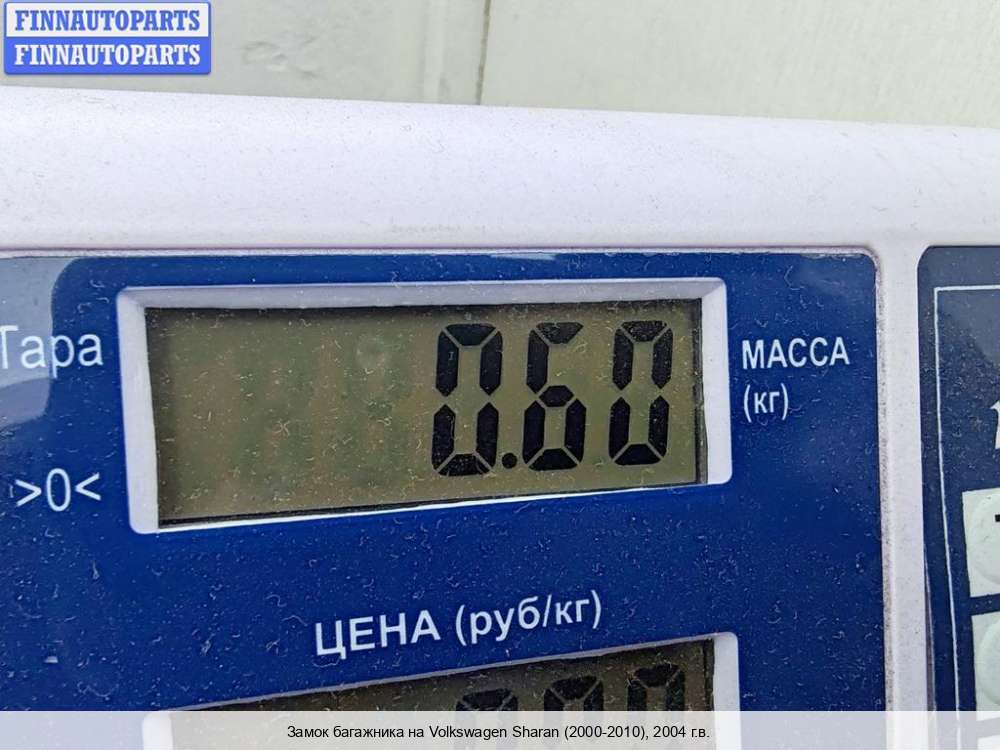 FINNAUTOPARTS
FINNAUTOPARTS
Тара
0.60
МАССА
(кг)
>0<
ЦЕНА (руб/кг)
Замок багажника на Volkswagen Sharan (2000-2010), 2004 г.в.